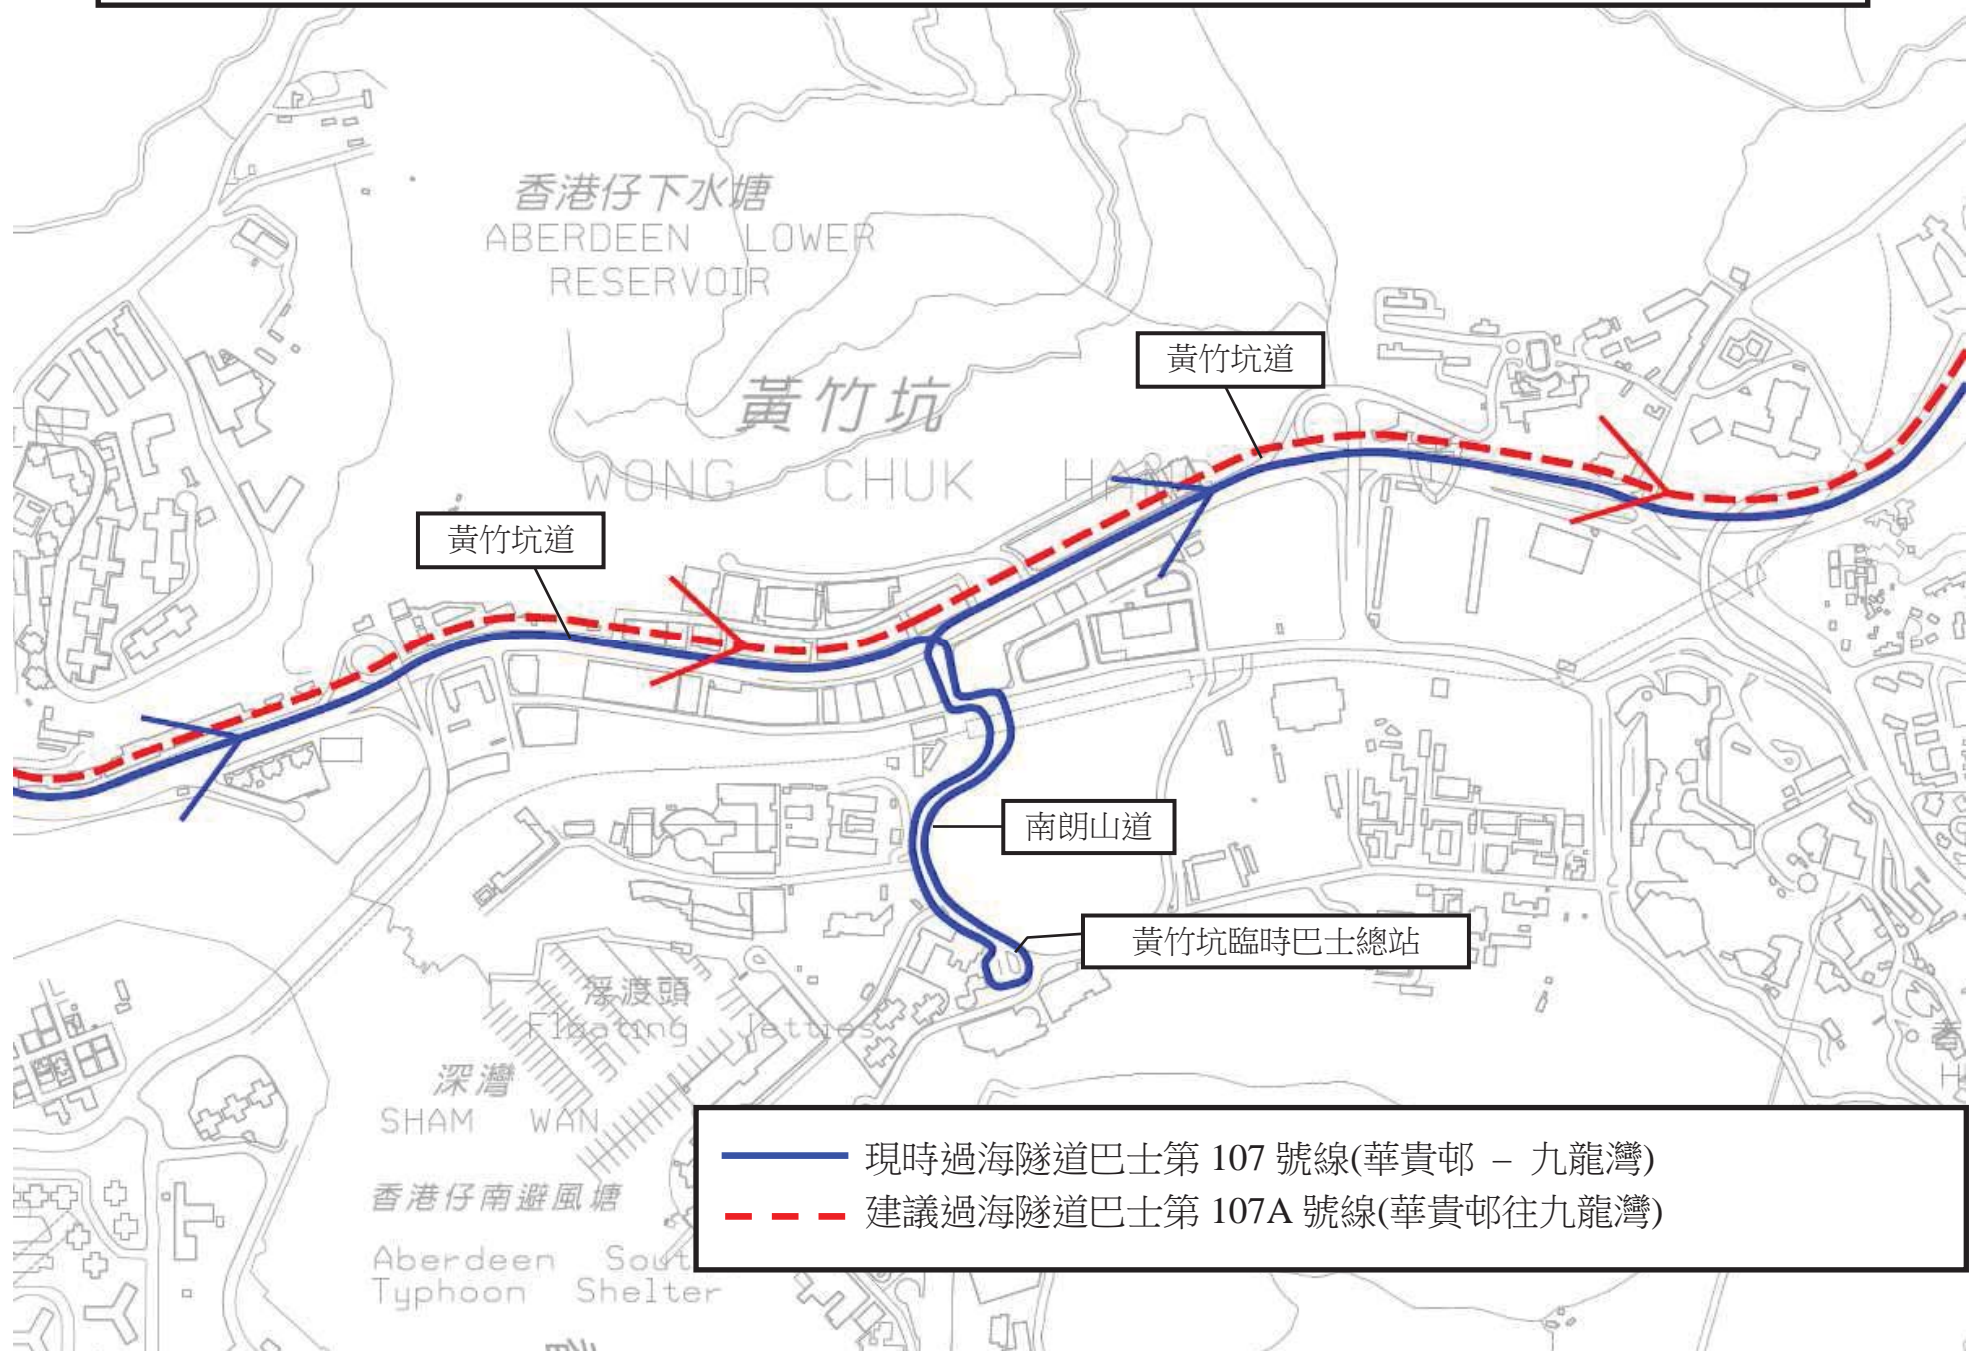 香港仔下水塘
ABERDEEN LOWER
RESERVOIR
黃竹坑道
黃竹坑
WONG CHUK HANG
黃竹坑道
南朗山道
黃竹坑臨時巴士總站
浮渡頭
Floating Jetties
深灣
SHAM WAN
香港仔南避風塘
Aberdeen Sout
Typhoon Shelter
現時過海隧道巴士第 107 號線(華貴邨 – 九龍灣)
建議過海隧道巴士第 107A 號線(華貴邨往九龍灣)